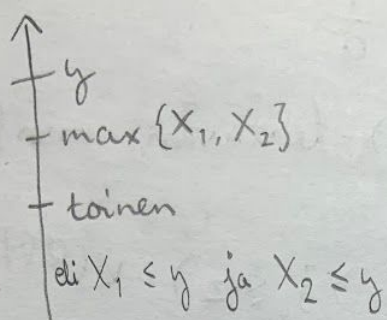 y
max {X₁, X₂}
toinen
eli X₁ ≤ y ja X₂ ≤ y